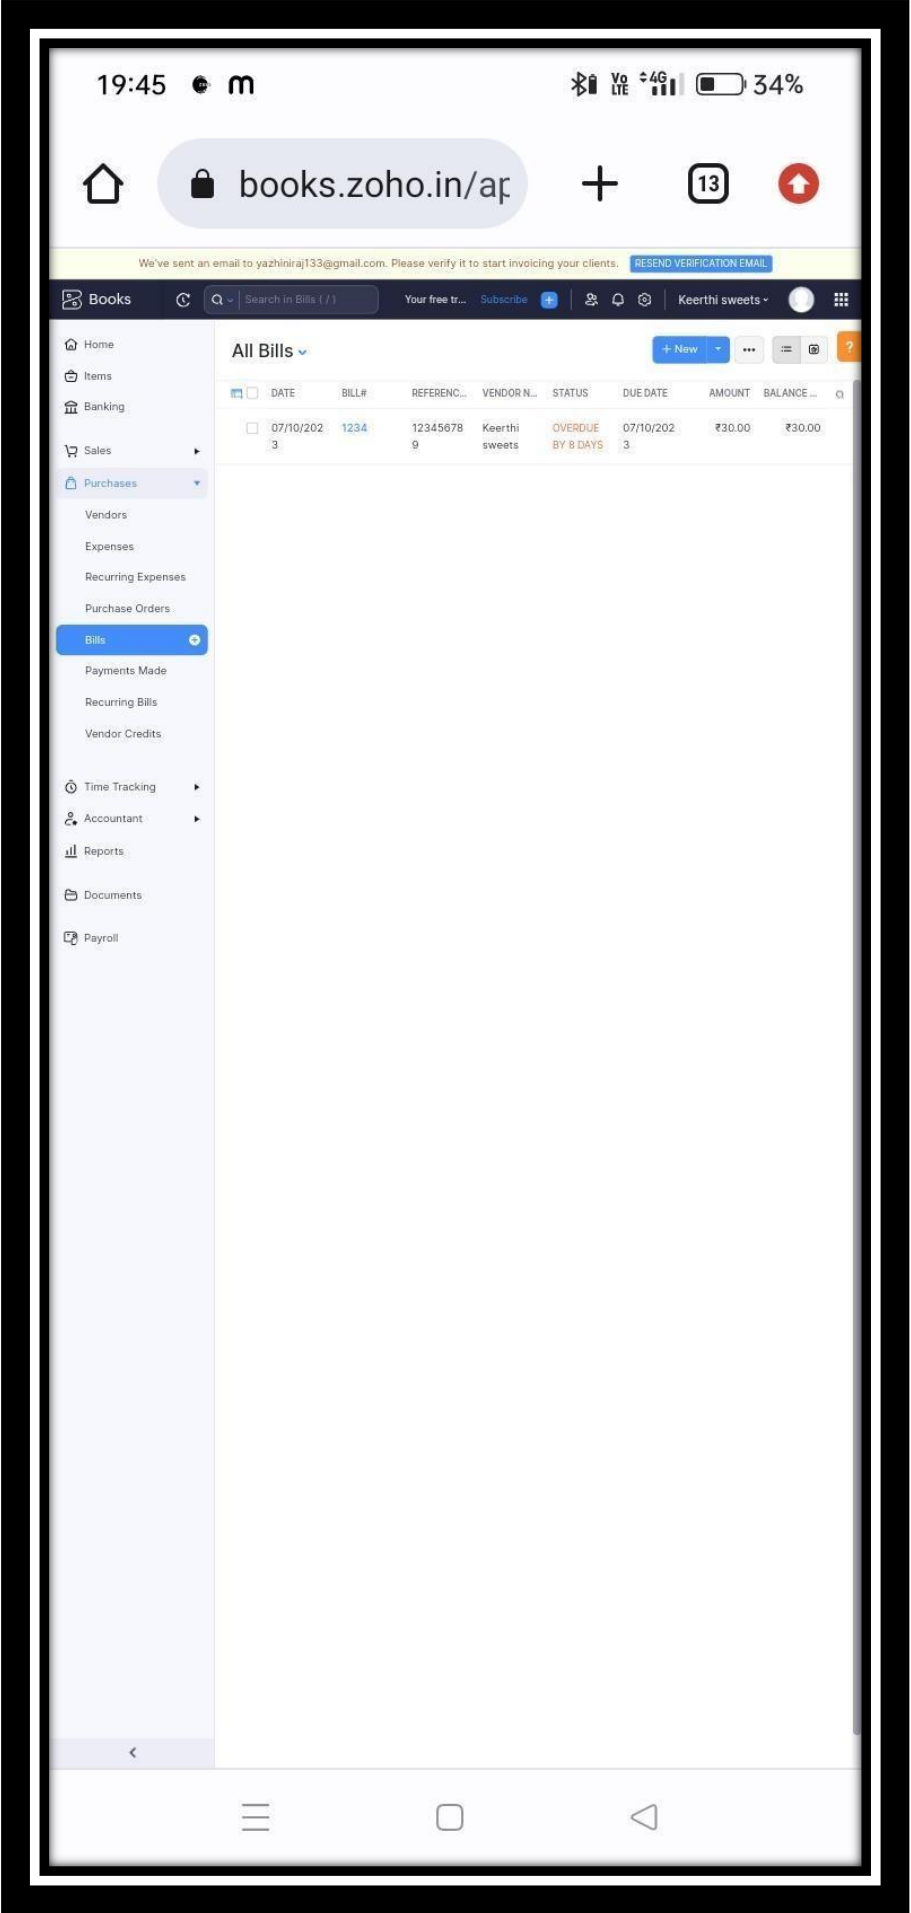 19:45 m Vo LTE 4G 34%
books.zoho.in/ap 13
We've sent an email to yazhiniraj133@gmail.com. Please verify it to start invoicing your clients. RESEND VERIFICATION EMAIL
Books Search in Bills ( / ) Your free tr... Subscribe Keerthi sweets
Home
Items
Banking
Sales
Purchases
Vendors
Expenses
Recurring Expenses
Purchase Orders
Bills
Payments Made
Recurring Bills
Vendor Credits
Time Tracking
Accountant
Reports
Documents
Payroll
All Bills + New ... ?
DATE BILL# REFERENC... VENDOR N... STATUS DUE DATE AMOUNT BALANCE ...
07/10/202 1234 12345678 Keerthi OVERDUE 07/10/202 ₹30.00 ₹30.00
3 9 sweets BY 8 DAYS 3